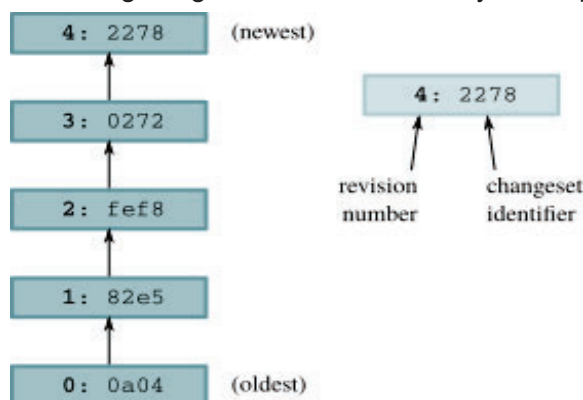 4: 2278 (newest)
3: 0272
2: fef8
1: 82e5
0: 0a04 (oldest)
4: 2278
revision changeset
number identifier